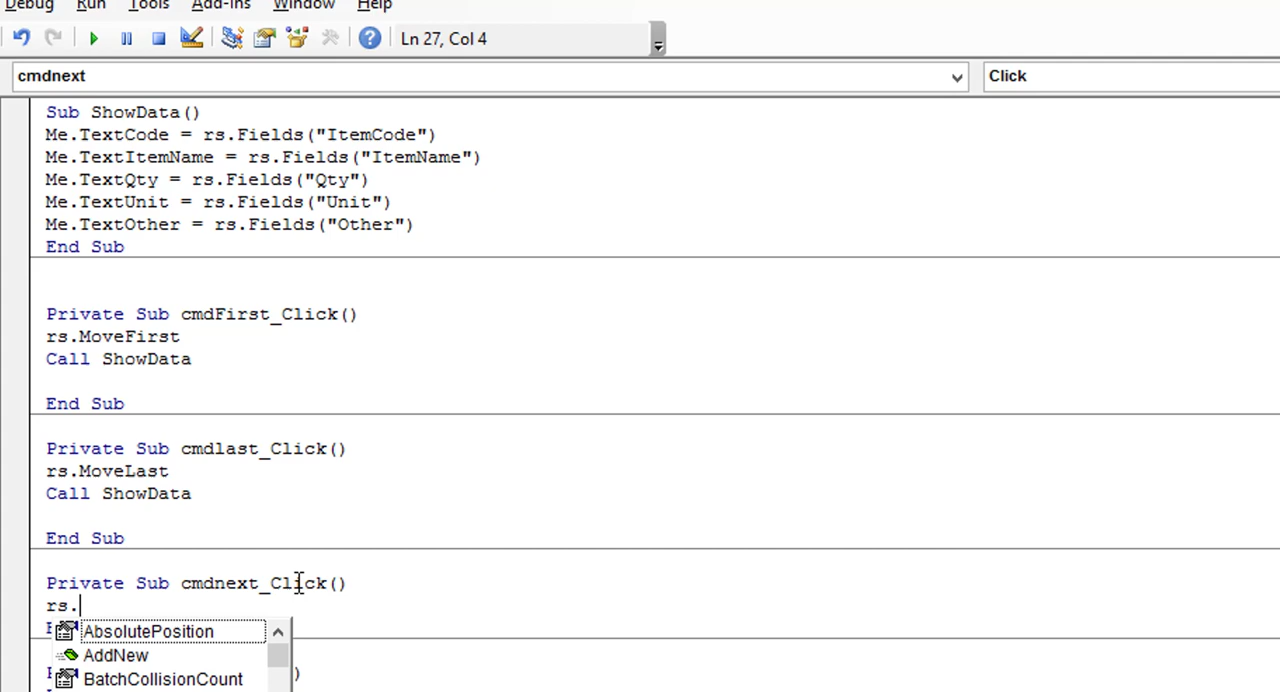 Debug Run Tools Add-Ins Window Help
Ln 27, Col 4
cmdnext Click
Sub ShowData()
Me.TextCode = rs.Fields("ItemCode")
Me.TextItemName = rs.Fields("ItemName")
Me.TextQty = rs.Fields("Qty")
Me.TextUnit = rs.Fields("Unit")
Me.TextOther = rs.Fields("Other")
End Sub
Private Sub cmdFirst_Click()
rs.MoveFirst
Call ShowData
End Sub
Private Sub cmdlast_Click()
rs.MoveLast
Call ShowData
End Sub
Private Sub cmdnext_Click()
rs.
AbsolutePosition
AddNew
BatchCollisionCount